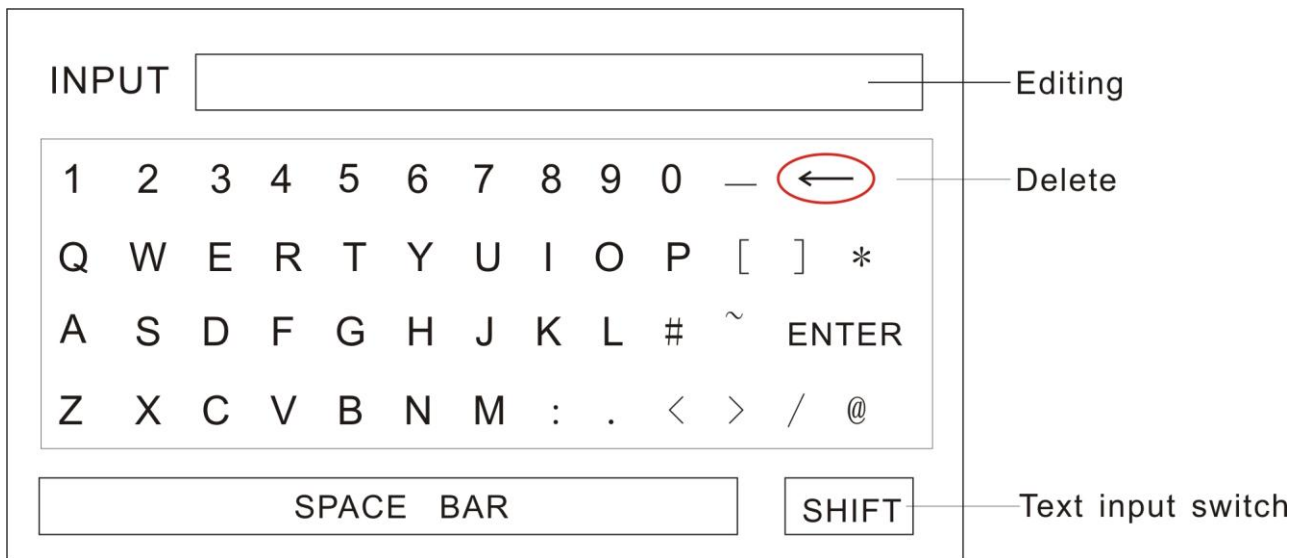 INPUT
Editing
1 2 3 4 5 6 7 8 9 0 — ←
Delete
Q W E R T Y U I O P [ ] *
A S D F G H J K L # ~ ENTER
Z X C V B N M : . < > / @
SPACE BAR
SHIFT
Text input switch